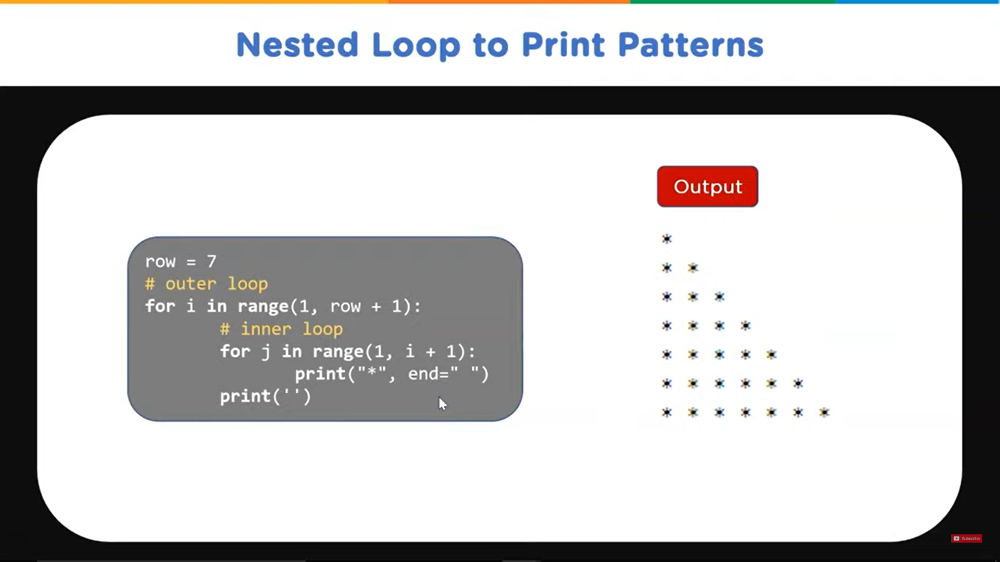 Nested Loop to Print Patterns
Output
row = 7
# outer loop
for i in range(1, row + 1):
# inner loop
for j in range(1, i + 1):
print("*", end=" ")
print('')
*
* *
* * *
* * * *
* * * * *
* * * * * *
* * * * * * *
Subscribe